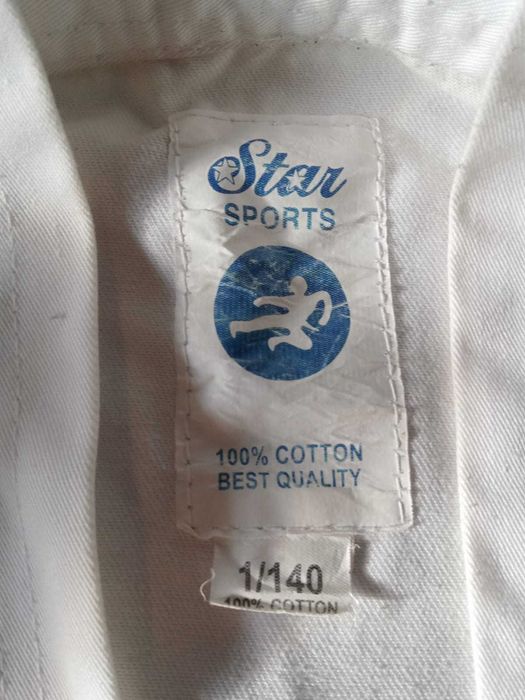 Star
SPORTS
100% COTTON
BEST QUALITY
1/140
100% COTTON